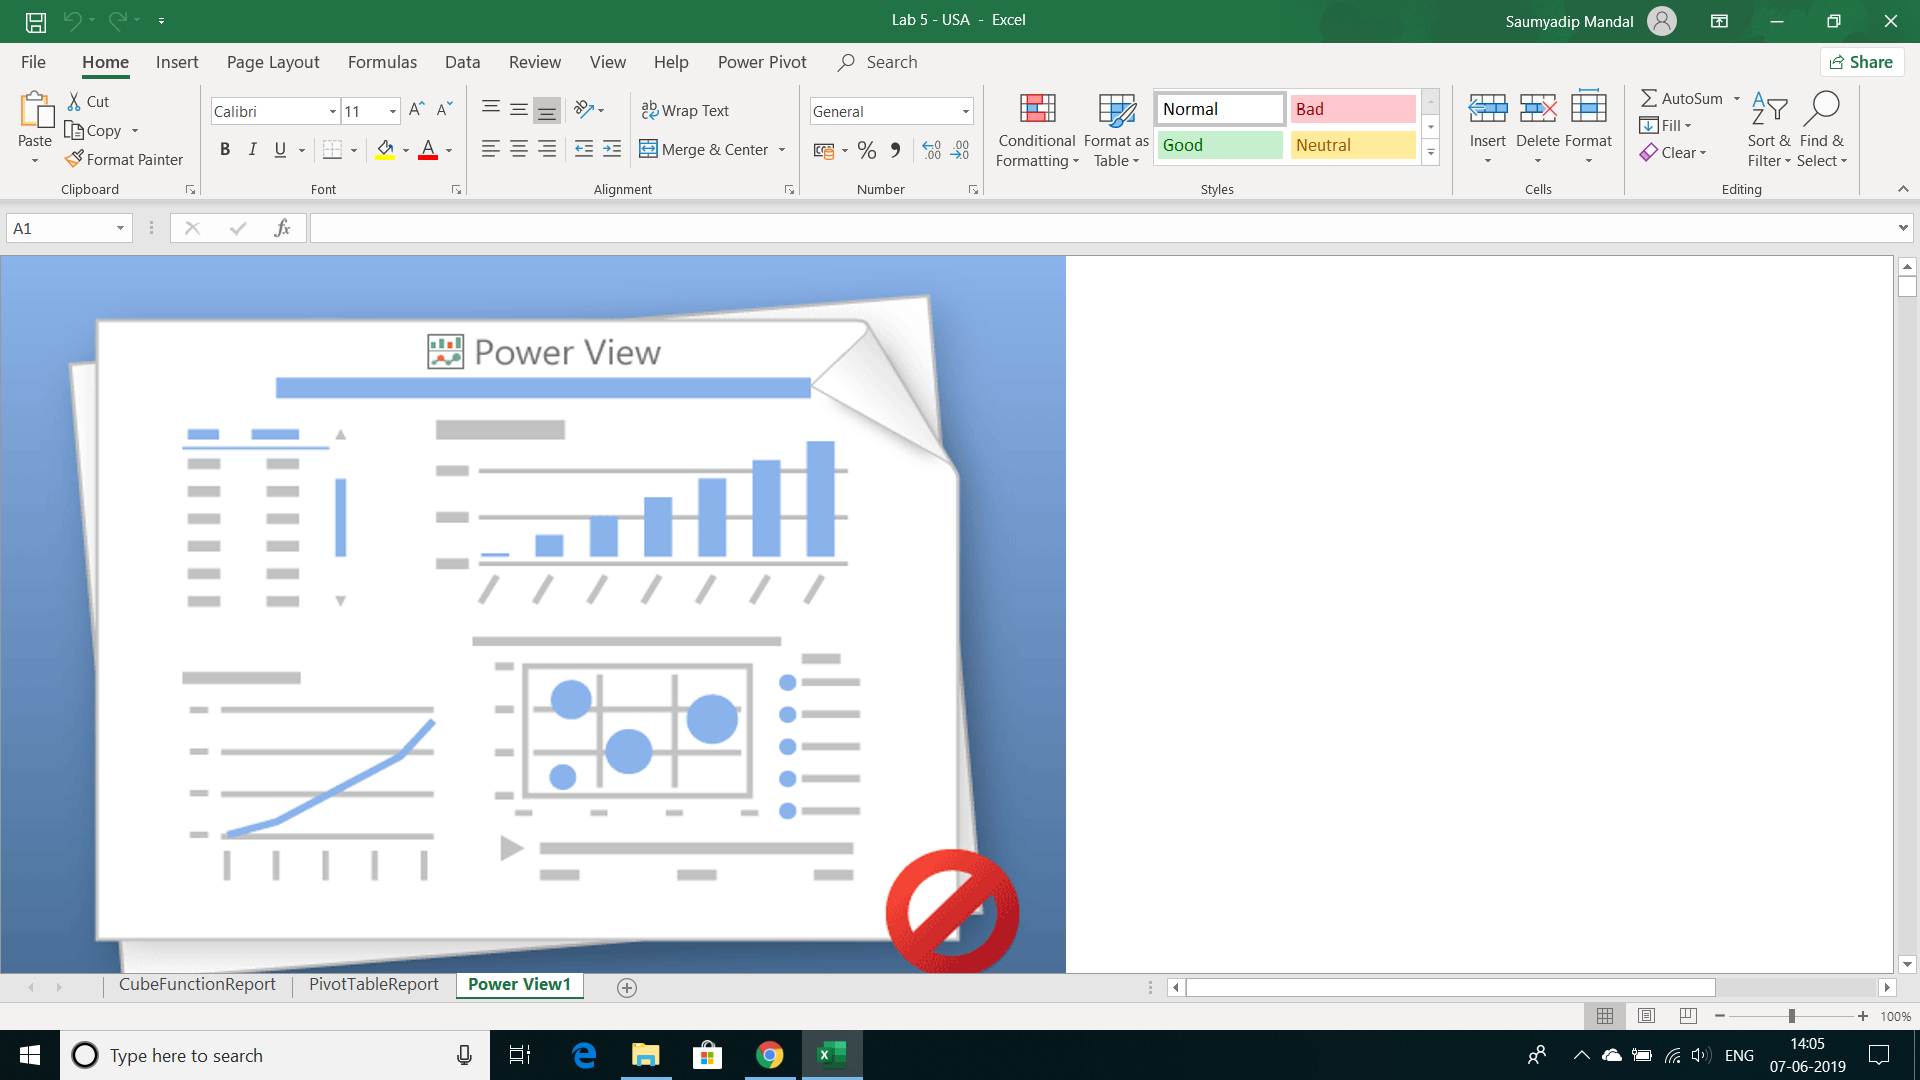 Lab 5 - USA  -  Excel
Saumyadip Mandal
File Home Insert Page Layout Formulas Data Review View Help Power Pivot Search Share
Paste
Cut
Copy
Format Painter
Clipboard
Calibri 11
A A
B I U A
Font
ab Wrap Text
Merge & Center
Alignment
General
% , .00 .00
Number
Conditional Formatting
Format as Table
Normal Bad
Good Neutral
Styles
Insert Delete Format
Cells
AutoSum
Fill
Clear
Sort & Filter
Find & Select
Editing
A1 fx
Power View
CubeFunctionReport PivotTableReport Power View1
100%
Type here to search
ENG
14:05
07-06-2019